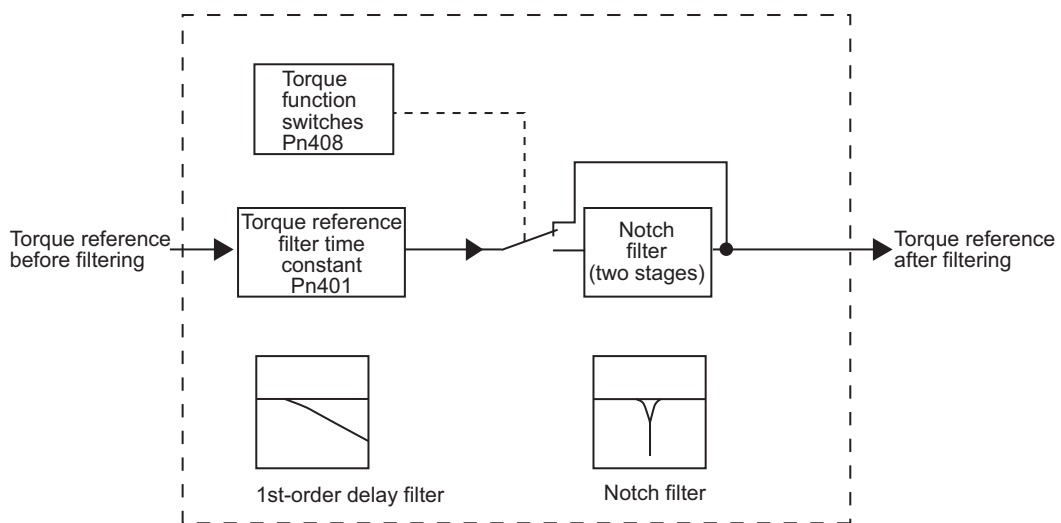 Torque
function
switches
Pn408
Torque reference
before filtering
Torque reference
filter time
constant
Pn401
Notch
filter
(two stages)
Torque reference
after filtering
1st-order delay filter
Notch filter